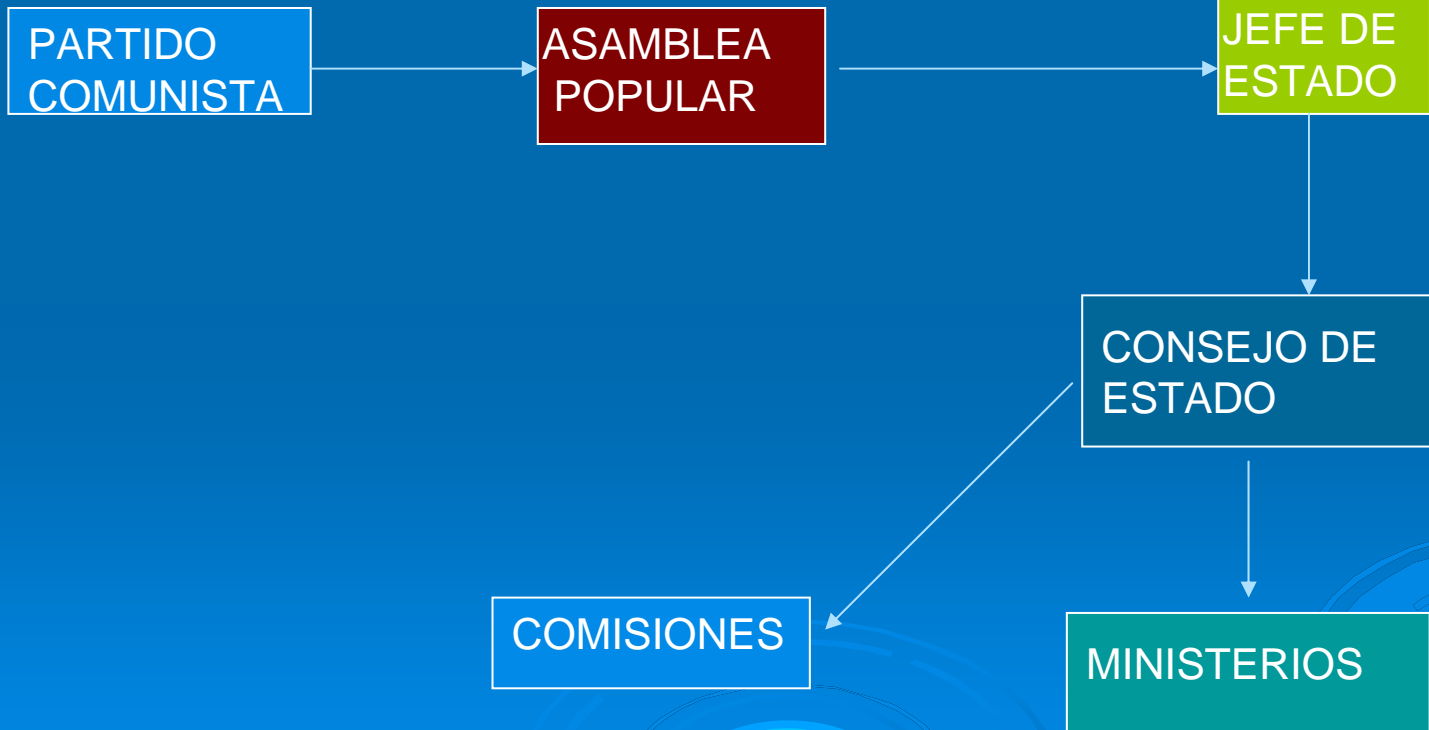 PARTIDO
COMUNISTA
ASAMBLEA
POPULAR
JEFE DE
ESTADO
CONSEJO DE
ESTADO
COMISIONES
MINISTERIOS